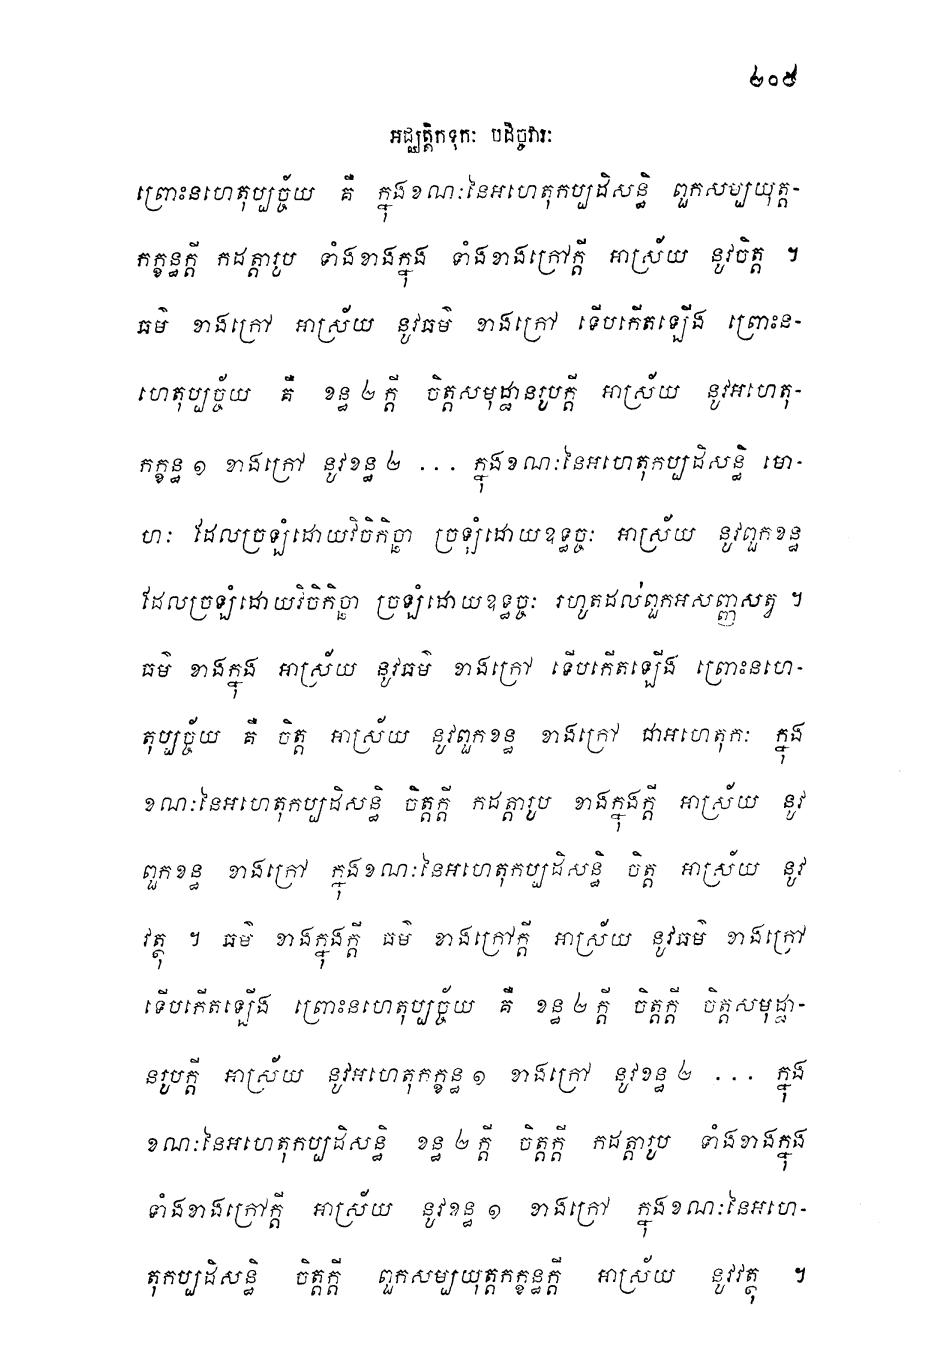 ២០៥
អជ្ឈត្តិកទុកៈ បដិច្ចវារៈ
ព្រោះនហេតុប្បច្ច័យ គឺ ក្នុងខណៈនៃអហេតុកប្បដិសន្ធិ ពួកសម្បយុត្ត-
កក្ខន្ធក្តី កដត្តារូប ទាំងខាងក្នុង ទាំងខាងក្រៅក្តី អាស្រ័យ នូវចិត្ត ។
ធម៌ ខាងក្រៅ អាស្រ័យ នូវធម៌ ខាងក្រៅ ទើបកើតឡើង ព្រោះន-
ហេតុប្បច្ច័យ គឺ ខន្ធ ២ ក្តី ចិត្តសមុដ្ឋានរូបក្តី អាស្រ័យ នូវអហេតុ-
កក្ខន្ធ ១ ខាងក្រៅ នូវខន្ធ ២ ... ក្នុងខណៈនៃអហេតុកប្បដិសន្ធិ មោ-
ហៈ ដែលច្រឡំដោយវិចិកិច្ឆា ច្រឡំដោយឧទ្ធច្ចៈ អាស្រ័យ នូវពួកខន្ធ
ដែលច្រឡំដោយវិចិកិច្ឆា ច្រឡំដោយឧទ្ធច្ចៈ រហូតដល់ពួកអសញ្ញសត្វ ។
ធម៌ ខាងក្នុង អាស្រ័យ នូវធម៌ ខាងក្រៅ ទើបកើតឡើង ព្រោះនហេ-
តុប្បច្ច័យ គឺ ចិត្ត អាស្រ័យ នូវពួកខន្ធ ខាងក្រៅ ជាអហេតុកៈ ក្នុង
ខណៈនៃអហេតុកប្បដិសន្ធិ ចិត្តក្តី កដត្តារូប ខាងក្នុងក្តី អាស្រ័យ នូវ
ពួកខន្ធ ខាងក្រៅ ក្នុងខណៈនៃអហេតុកប្បដិសន្ធិ ចិត្ត អាស្រ័យ នូវ
វត្ថុ ។ ធម៌ ខាងក្នុងក្តី ធម៌ ខាងក្រៅក្តី អាស្រ័យ នូវធម៌ ខាងក្រៅ
ទើបកើតឡើង ព្រោះនហេតុប្បច្ច័យ គឺ ខន្ធ ២ ក្តី ចិត្តក្តី ចិត្តសមុដ្ឋា-
នរូបក្តី អាស្រ័យ នូវអហេតុកក្ខន្ធ ១ ខាងក្រៅ នូវខន្ធ ២ ... ក្នុង
ខណៈនៃអហេតុកប្បដិសន្ធិ ខន្ធ ២ ក្តី ចិត្តក្តី កដត្តារូប ទាំងខាងក្នុង
ទាំងខាងក្រៅក្តី អាស្រ័យ នូវខន្ធ ១ ខាងក្រៅ ក្នុងខណៈនៃអហេ-
តុកប្បដិសន្ធិ ចិត្តក្តី ពួកសម្បយុត្តកក្ខន្ធក្តី អាស្រ័យ នូវវត្ថុ ។